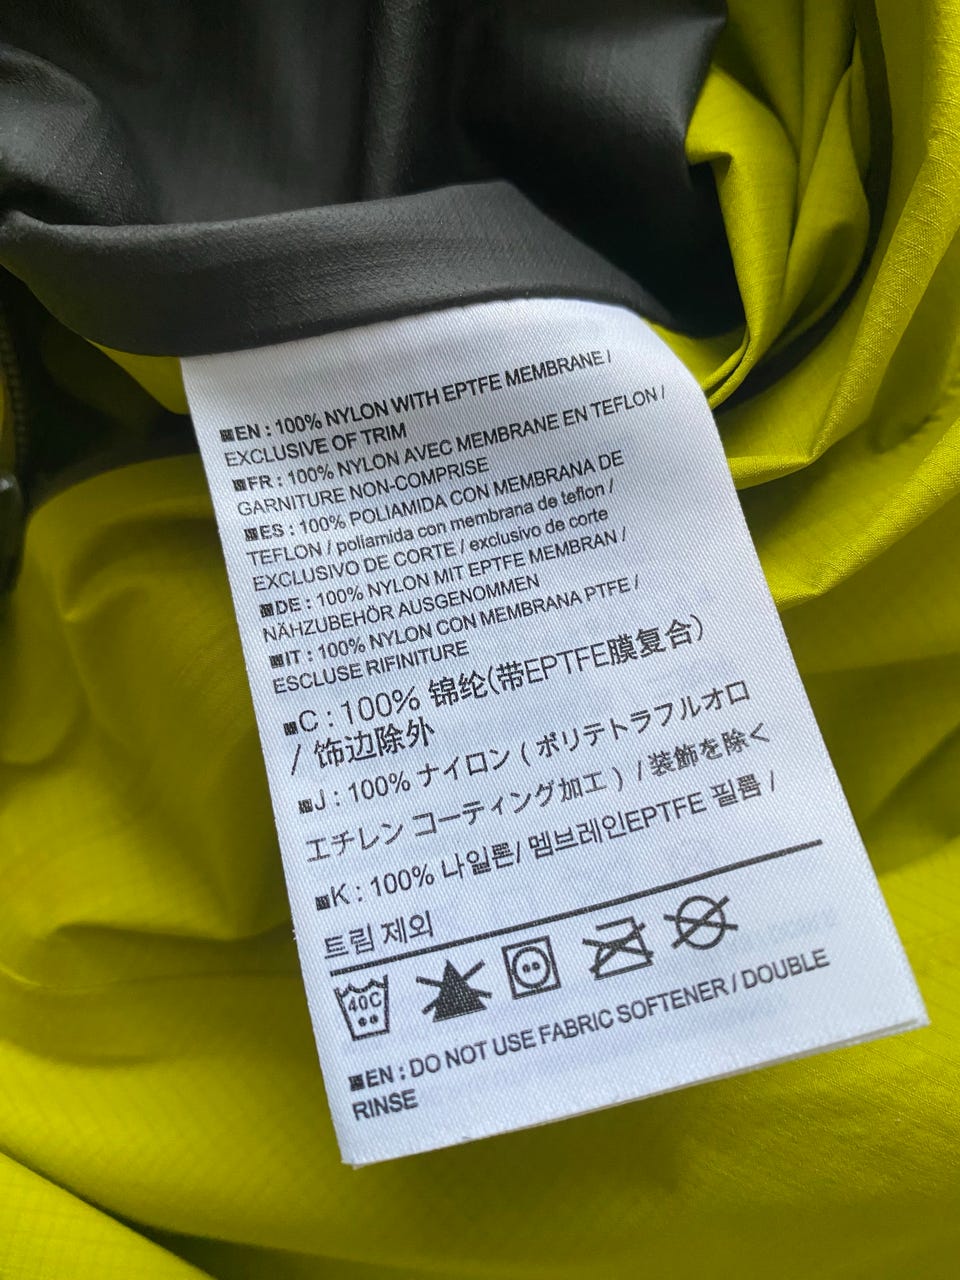 EN : 100% NYLON WITH EPTFE MEMBRANE /
EXCLUSIVE OF TRIM
FR : 100% NYLON AVEC MEMBRANE EN TEFLON /
GARNITURE NON-COMPRISE
ES : 100% POLIAMIDA CON MEMBRANA DE
TEFLON / poliamida con membrana de teflon /
EXCLUSIVO DE CORTE / exclusivo de corte
DE : 100% NYLON MIT EPTFE MEMBRAN /
NÄHZUBEHÖR AUSGENOMMEN
IT : 100% NYLON CON MEMBRANA PTFE /
ESCLUSE RIFINITURE
C : 100% 锦纶(带EPTFE膜复合)
/ 饰边除外
J : 100% ナイロン ( ポリテトラフルオロ
エチレン コーティング加工 ) / 装飾を除く
K : 100% 나일론/ 멤브레인EPTFE 필름 /
트림 제외
40C
EN : DO NOT USE FABRIC SOFTENER / DOUBLE
RINSE